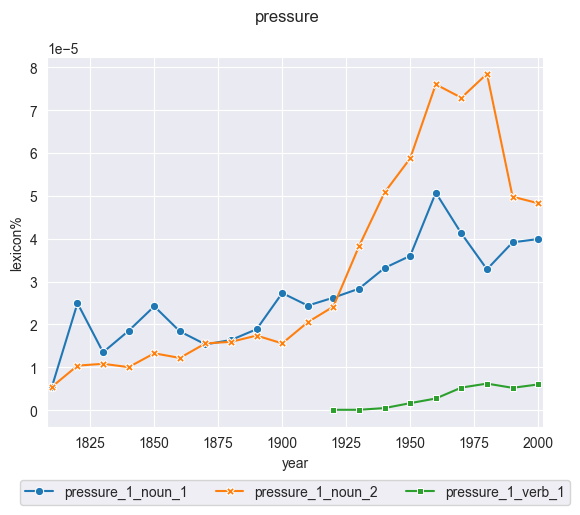 pressure
1e−5
8
7
6
5
4
3
2
1
0
lexicon%
1825 1850 1875 1900 1925 1950 1975 2000
year
pressure_1_noun_1 pressure_1_noun_2 pressure_1_verb_1